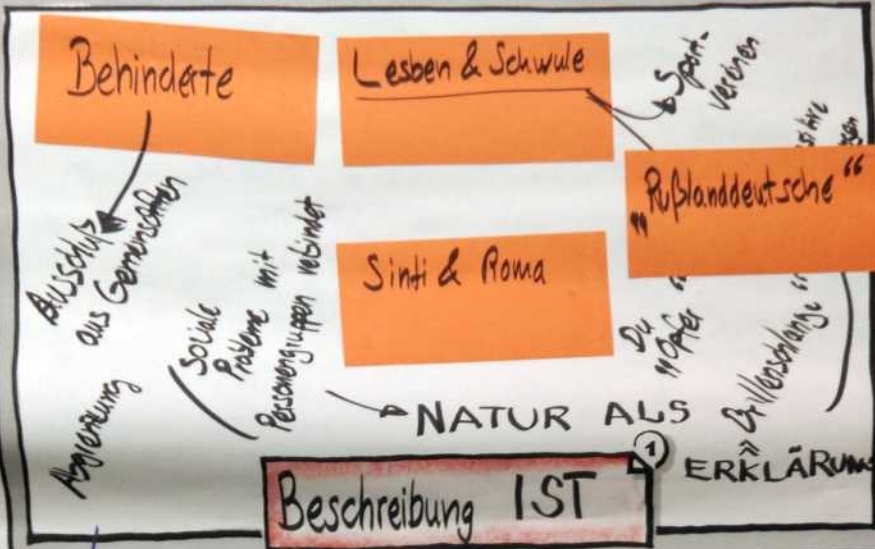 Behinderte
Lesben & Schwule
Sport-
vereinen
"Rußlanddeutsche"
Ausschluß
aus Gemeinschaften
Sinti & Roma
Soziale
Probleme mit
Personengruppen verbindet
Abgrenzung
Du
"Opfer"
"Brillenschlange"
NATUR ALS
ERKLÄRUNG
1
Beschreibung IST